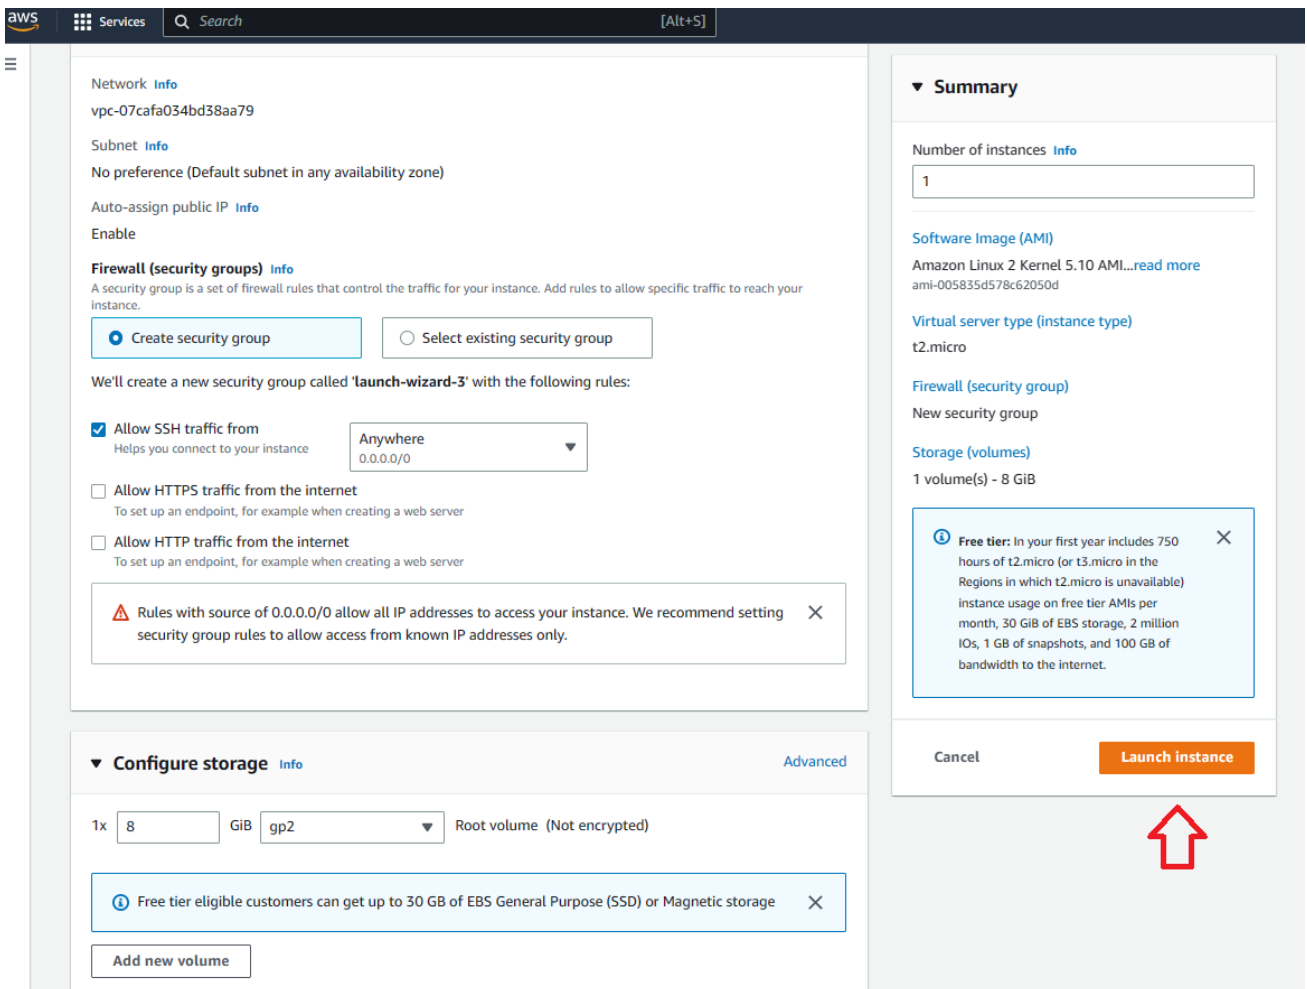 aws
Services
Search
[Alt+S]
Network Info
vpc-07cafa034bd38aa79
Subnet Info
No preference (Default subnet in any availability zone)
Auto-assign public IP Info
Enable
Firewall (security groups) Info
A security group is a set of firewall rules that control the traffic for your instance. Add rules to allow specific traffic to reach your
instance.
Create security group
Select existing security group
We'll create a new security group called 'launch-wizard-3' with the following rules:
Allow SSH traffic from
Helps you connect to your instance
Anywhere
0.0.0.0/0
Allow HTTPS traffic from the internet
To set up an endpoint, for example when creating a web server
Allow HTTP traffic from the internet
To set up an endpoint, for example when creating a web server
Rules with source of 0.0.0.0/0 allow all IP addresses to access your instance. We recommend setting
security group rules to allow access from known IP addresses only.
Configure storage Info
Advanced
1x 8 GiB gp2 Root volume (Not encrypted)
Free tier eligible customers can get up to 30 GB of EBS General Purpose (SSD) or Magnetic storage
Add new volume
Summary
Number of instances Info
1
Software Image (AMI)
Amazon Linux 2 Kernel 5.10 AMI...read more
ami-005835d578c62050d
Virtual server type (instance type)
t2.micro
Firewall (security group)
New security group
Storage (volumes)
1 volume(s) - 8 GiB
Free tier: In your first year includes 750
hours of t2.micro (or t3.micro in the
Regions in which t2.micro is unavailable)
instance usage on free tier AMIs per
month, 30 GiB of EBS storage, 2 million
IOs, 1 GB of snapshots, and 100 GB of
bandwidth to the internet.
Cancel
Launch instance